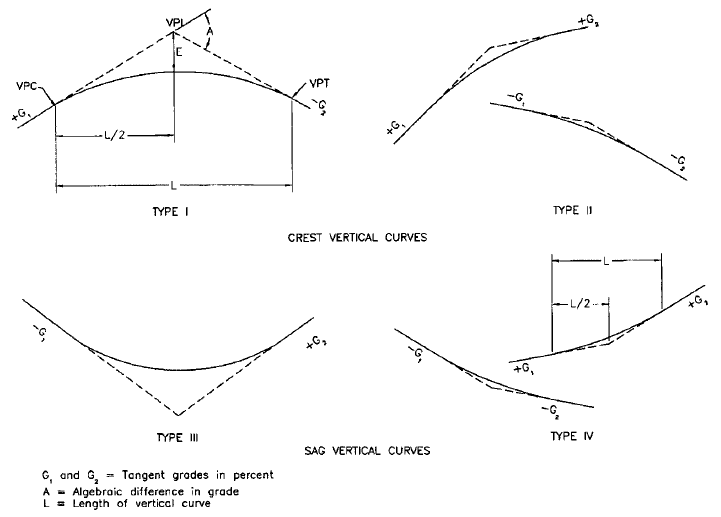 VPI
A
E
VPC
VPT
+G₁
-G₂
L/2
L
TYPE I
+G₂
+G₁
-G₁
-G₂
TYPE II
CREST VERTICAL CURVES
-G₁
+G₂
TYPE III
L
L/2
+G₂
+G₁
-G₁
-G₂
TYPE IV
SAG VERTICAL CURVES
G₁ and G₂ = Tangent grades in percent
A = Algebraic difference in grade
L = Length of vertical curve